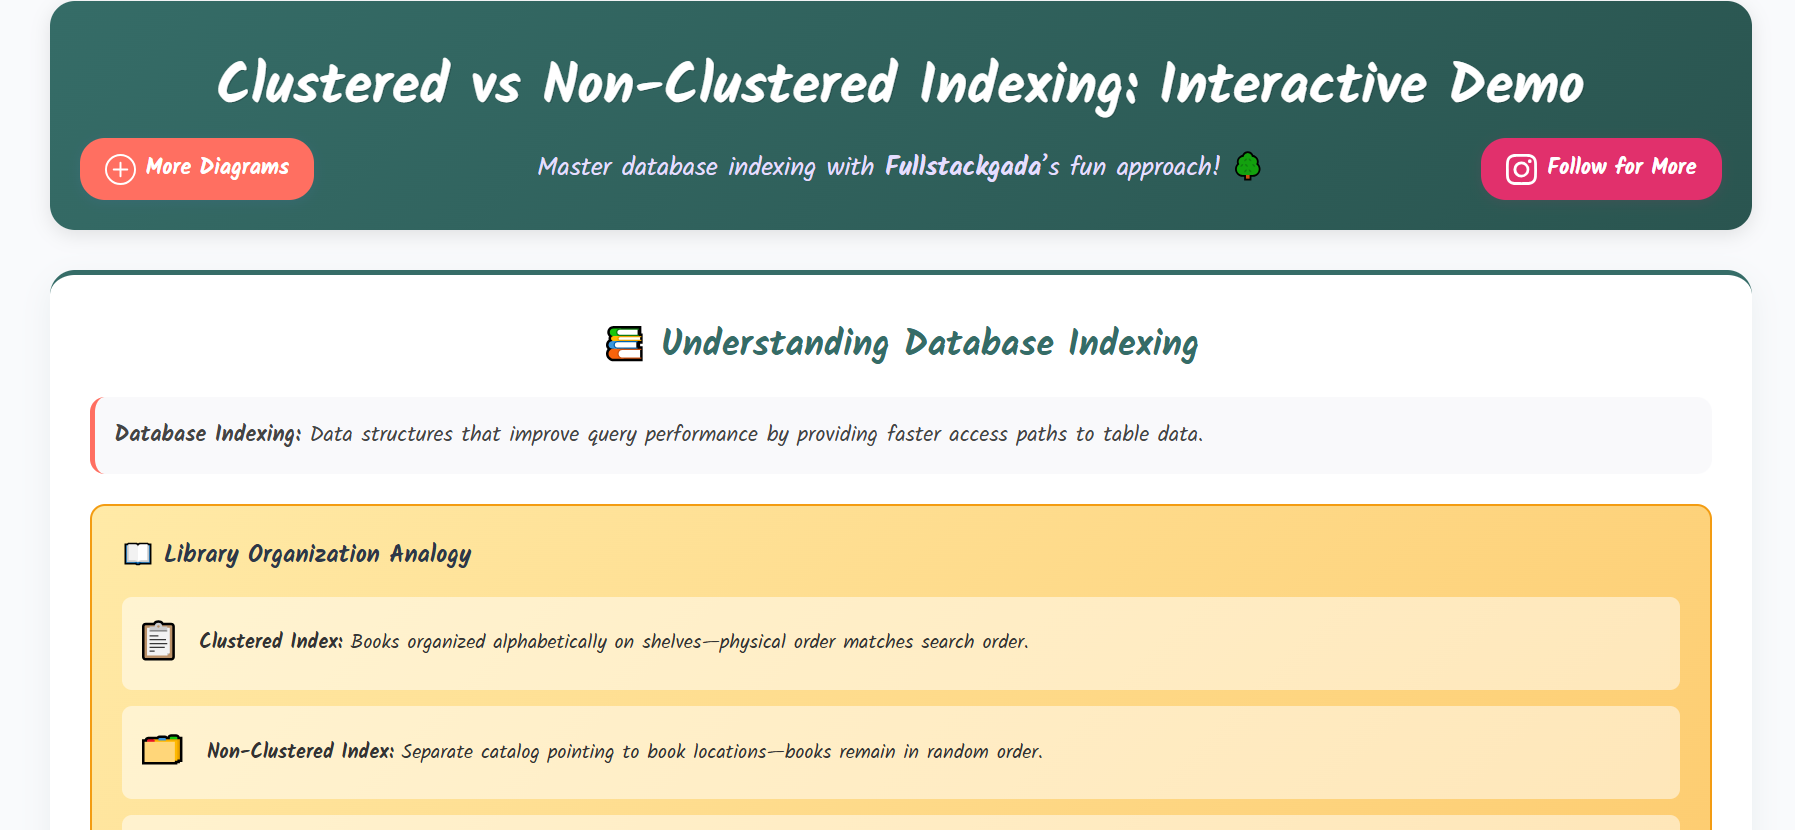 Clustered vs Non-Clustered Indexing: Interactive Demo
More Diagrams
Master database indexing with Fullstackgada's fun approach! 🌳
Follow for More
📚 Understanding Database Indexing
Database Indexing: Data structures that improve query performance by providing faster access paths to table data.
📖 Library Organization Analogy
📋 Clustered Index: Books organized alphabetically on shelves—physical order matches search order.
🗂️ Non-Clustered Index: Separate catalog pointing to book locations—books remain in random order.